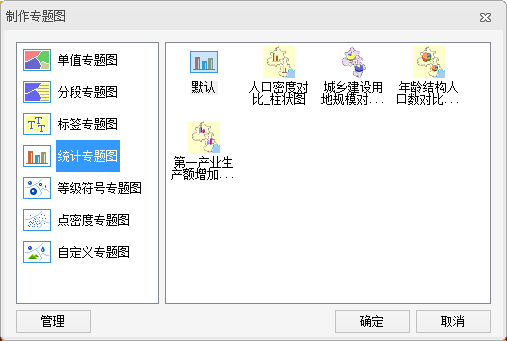 制作专题图
单值专题图
分段专题图
标签专题图
统计专题图
等级符号专题图
点密度专题图
自定义专题图
默认
人口密度对
比_柱状图
城乡建设用
地规模对...
年龄结构人
口数对比...
第一产业生
产额增加...
管理
确定
取消